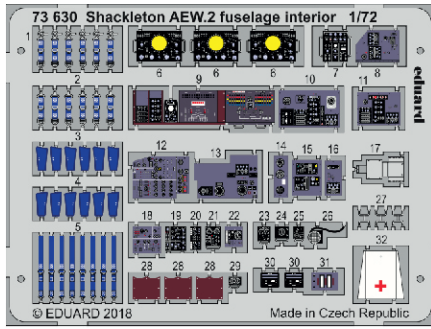 73 630 Shackleton AEW.2 fuselage interior 1/72
1
6 6 6 7 8
eduard
2 9 10 11
3 12 13 14 15 16 17
4 27
18 19 20 21 22 23 24 25 26
5 32
28 28 28 29 30 30 31
© EDUARD 2018 Made in Czech Republic